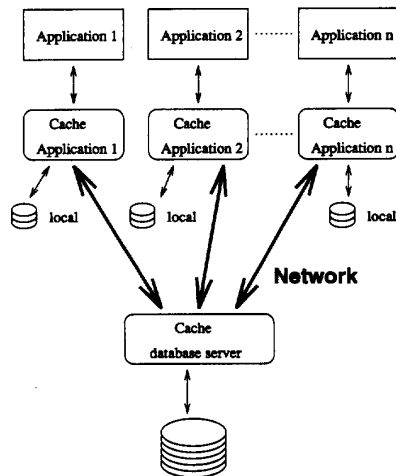 Application 1
Application 2
Application n
Cache
Application 1
Cache
Application 2
Cache
Application n
local
local
local
Network
Cache
database server